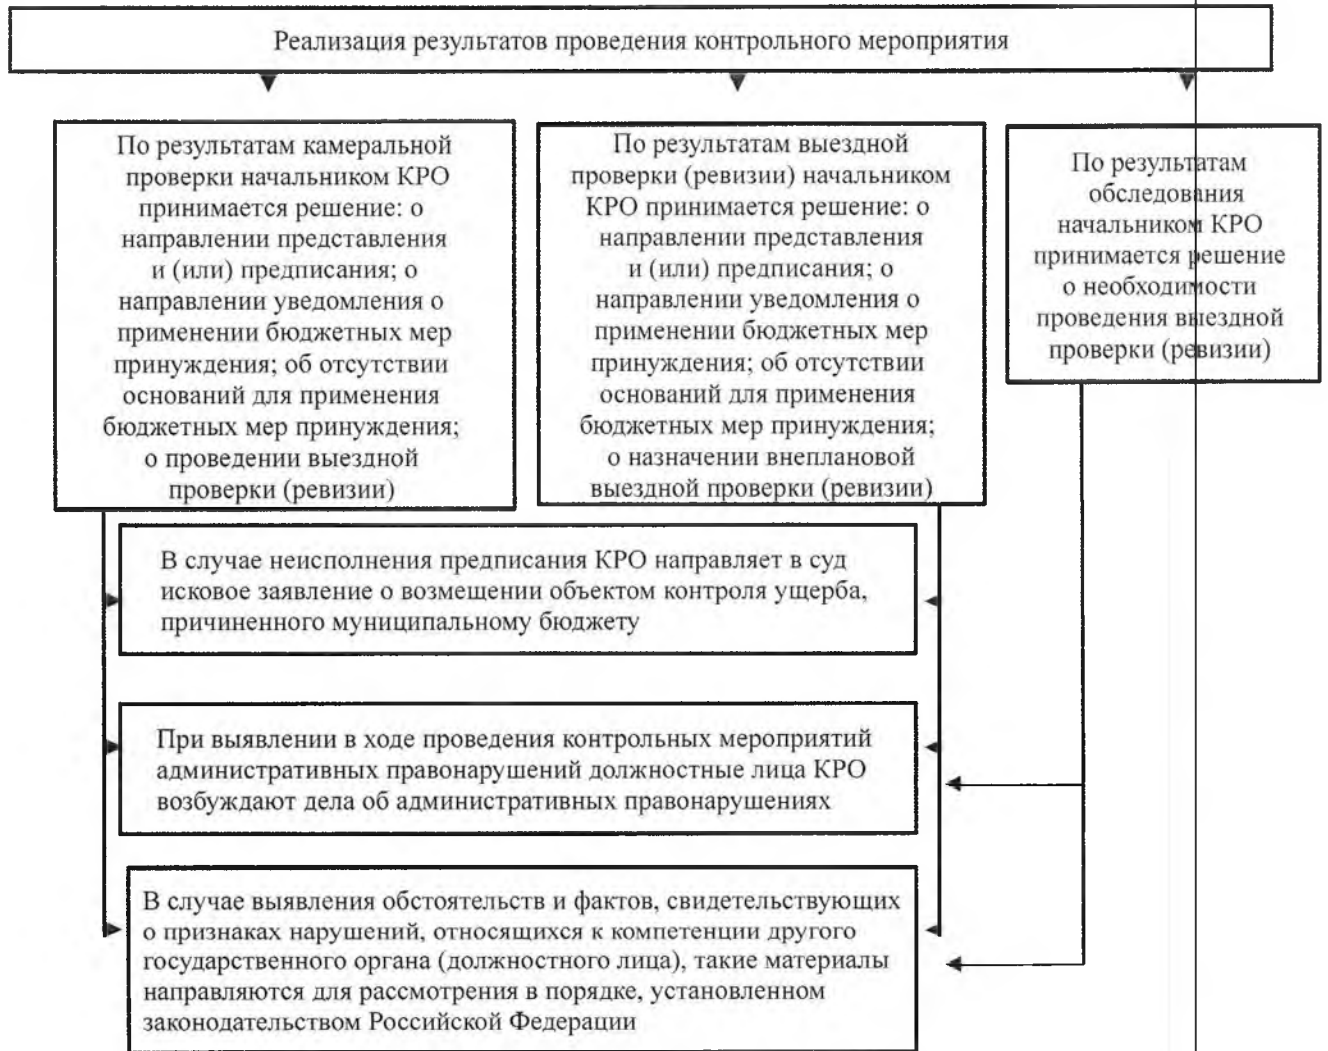 Реализация результатов проведения контрольного мероприятия
По результатам камеральной
проверки начальником КРО
принимается решение: о
направлении представления
и (или) предписания; о
направлении уведомления о
применении бюджетных мер
принуждения; об отсутствии
оснований для применения
бюджетных мер принуждения;
о проведении выездной
проверки (ревизии)
По результатам выездной
проверки (ревизии) начальником
КРО принимается решение: о
направлении представления
и (или) предписания; о
направлении уведомления о
применении бюджетных мер
принуждения; об отсутствии
оснований для применения
бюджетных мер принуждения;
о назначении внеплановой
выездной проверки (ревизии)
По результатам
обследования
начальником КРО
принимается решение
о необходимости
проведения выездной
проверки (ревизии)
В случае неисполнения предписания КРО направляет в суд
исковое заявление о возмещении объектом контроля ущерба,
причиненного муниципальному бюджету
При выявлении в ходе проведения контрольных мероприятий
административных правонарушений должностные лица КРО
возбуждают дела об административных правонарушениях
В случае выявления обстоятельств и фактов, свидетельствующих
о признаках нарушений, относящихся к компетенции другого
государственного органа (должностного лица), такие материалы
направляются для рассмотрения в порядке, установленном
законодательством Российской Федерации